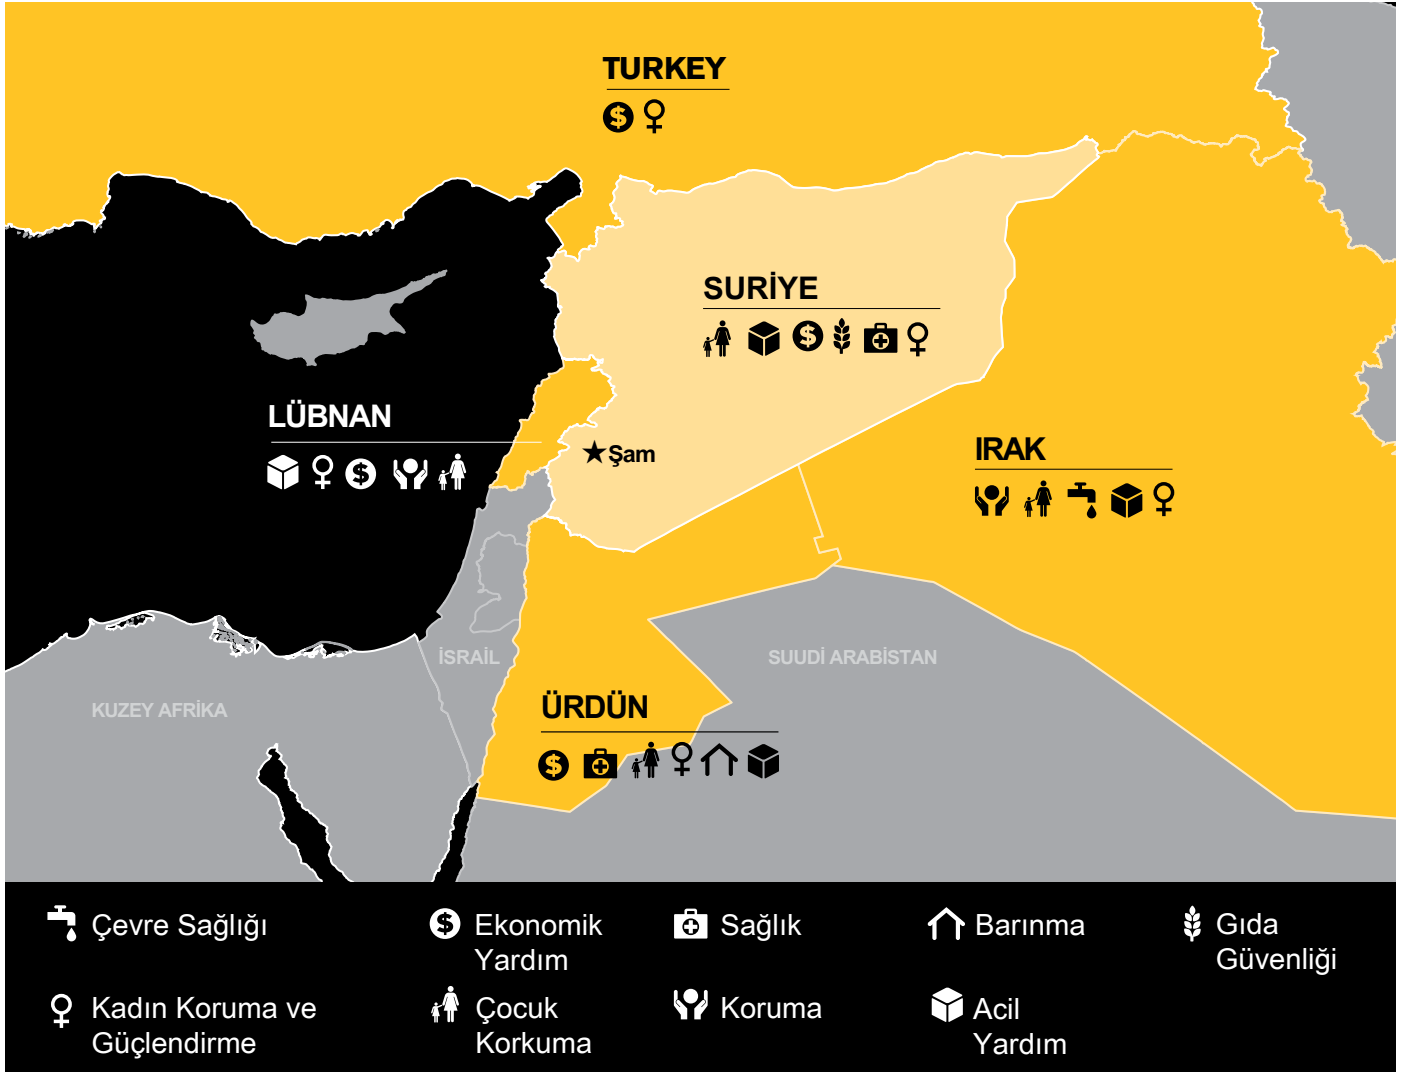 TURKEY
SURİYE
LÜBNAN
Şam
IRAK
İSRAİL
SUUDİ ARABİSTAN
KUZEY AFRİKA
ÜRDÜN
Çevre Sağlığı
Ekonomik
Yardım
Sağlık
Barınma
Gıda
Güvenliği
Kadın Koruma ve
Güçlendirme
Çocuk
Korkuma
Koruma
Acil
Yardım